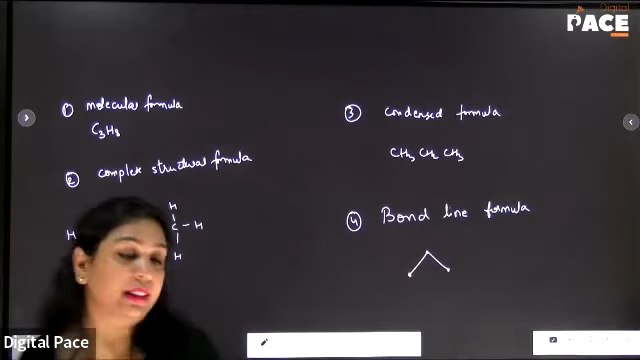 Digital
PACE
① molecular formula
C₃H₈
② complete structural formula
H
H
C – H
H
③ Condensed formula
CH₃ CH₂ CH₃
④ Bond line formula
Digital Pace